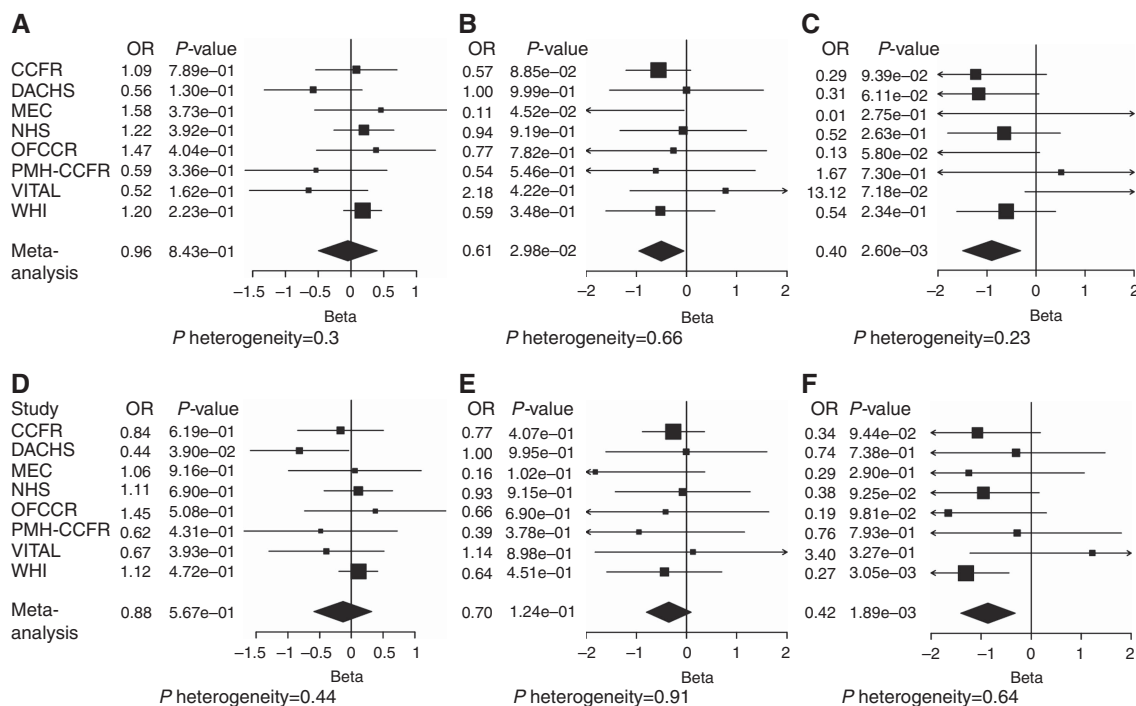 A
OR P-value
CCFR 1.09 7.89e–01
DACHS 0.56 1.30e–01
MEC 1.58 3.73e–01
NHS 1.22 3.92e–01
OFCCR 1.47 4.04e–01
PMH-CCFR 0.59 3.36e–01
VITAL 0.52 1.62e–01
WHI 1.20 2.23e–01
Meta- 0.96 8.43e–01
analysis
–1.5 –0.5 0 0.5 1
Beta
P heterogeneity=0.3
B
OR P-value
0.57 8.85e–02
1.00 9.99e–01
0.11 4.52e–02
0.94 9.19e–01
0.77 7.82e–01
0.54 5.46e–01
2.18 4.22e–01
0.59 3.48e–01
0.61 2.98e–02
–2 –1 0 1 2
Beta
P heterogeneity=0.66
C
OR P-value
0.29 9.39e–02
0.31 6.11e–02
0.01 2.75e–01
0.52 2.63e–01
0.13 5.80e–02
1.67 7.30e–01
13.12 7.18e–02
0.54 2.34e–01
0.40 2.60e–03
–2 –1 0 1 2
Beta
P heterogeneity=0.23
D
Study OR P-value
CCFR 0.84 6.19e–01
DACHS 0.44 3.90e–02
MEC 1.06 9.16e–01
NHS 1.11 6.90e–01
OFCCR 1.45 5.08e–01
PMH-CCFR 0.62 4.31e–01
VITAL 0.67 3.93e–01
WHI 1.12 4.72e–01
Meta- 0.88 5.67e–01
analysis
–1.5 –0.5 0 0.5 1
Beta
P heterogeneity=0.44
E
OR P-value
0.77 4.07e–01
1.00 9.95e–01
0.16 1.02e–01
0.93 9.15e–01
0.66 6.90e–01
0.39 3.78e–01
1.14 8.98e–01
0.64 4.51e–01
0.70 1.24e–01
–2 –1 0 1 2
Beta
P heterogeneity=0.91
F
OR P-value
0.34 9.44e–02
0.74 7.38e–01
0.29 2.90e–01
0.38 9.25e–02
0.19 9.81e–02
0.76 7.93e–01
3.40 3.27e–01
0.27 3.05e–03
0.42 1.89e–03
–2 –1 0 1 2
Beta
P heterogeneity=0.64